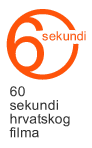 60 sekundi
60
sekundi
hrvatskog
filma